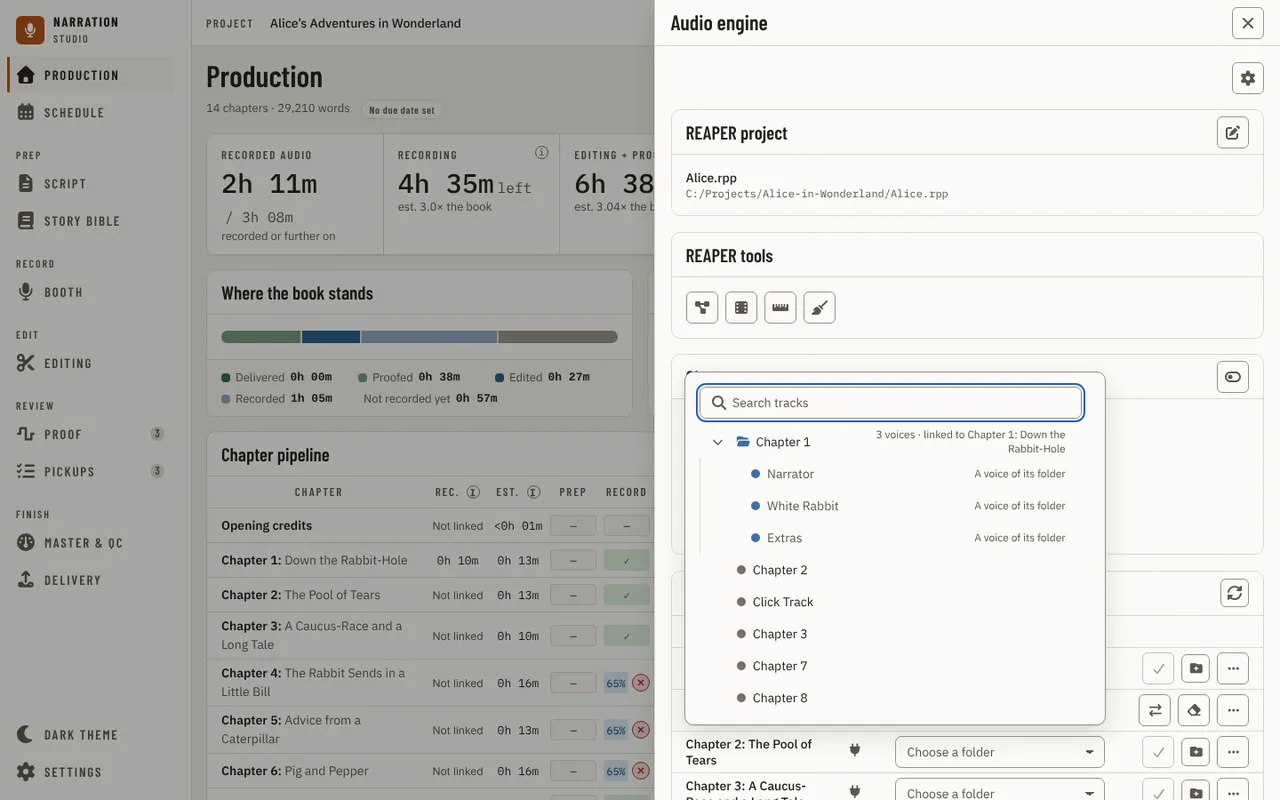 NARRATION
STUDIO
PRODUCTION
SCHEDULE
PREP
SCRIPT
STORY BIBLE
RECORD
BOOTH
EDIT
EDITING
REVIEW
PROOF 3
PICKUPS 3
FINISH
MASTER & QC
DELIVERY
DARK THEME
SETTINGS
PROJECT Alice's Adventures in Wonderland
Production
14 chapters · 29,210 words No due date set
RECORDED AUDIO
2h 11m
/ 3h 08m
recorded or further on
RECORDING
4h 35m left
est. 3.0× the book
EDITING + PRO
6h 38
est. 3.04× the b
Where the book stands
Delivered 0h 00m Proofed 0h 38m Edited 0h 27m
Recorded 1h 05m Not recorded yet 0h 57m
Chapter pipeline
CHAPTER REC. EST. PREP RECORD
Opening credits Not linked <0h 01m – –
Chapter 1: Down the Rabbit-Hole 0h 10m 0h 13m – ✓
Chapter 2: The Pool of Tears Not linked 0h 13m – ✓
Chapter 3: A Caucus-Race and a
Long Tale Not linked 0h 10m – ✓
Chapter 4: The Rabbit Sends in a
Little Bill Not linked 0h 16m – 65%
Chapter 5: Advice from a
Caterpillar Not linked 0h 13m – 65%
Chapter 6: Pig and Pepper Not linked 0h 16m – 65%
Audio engine
REAPER project
Alice.rpp
C:/Projects/Alice-in-Wonderland/Alice.rpp
REAPER tools
Search tracks
Chapter 1 3 voices · linked to Chapter 1: Down the
Rabbit-Hole
Narrator A voice of its folder
White Rabbit A voice of its folder
Extras A voice of its folder
Chapter 2
Click Track
Chapter 3
Chapter 7
Chapter 8
Chapter 2: The Pool of
Tears Choose a folder
Chapter 3: A Caucus-
Race and a Long Tale Choose a folder